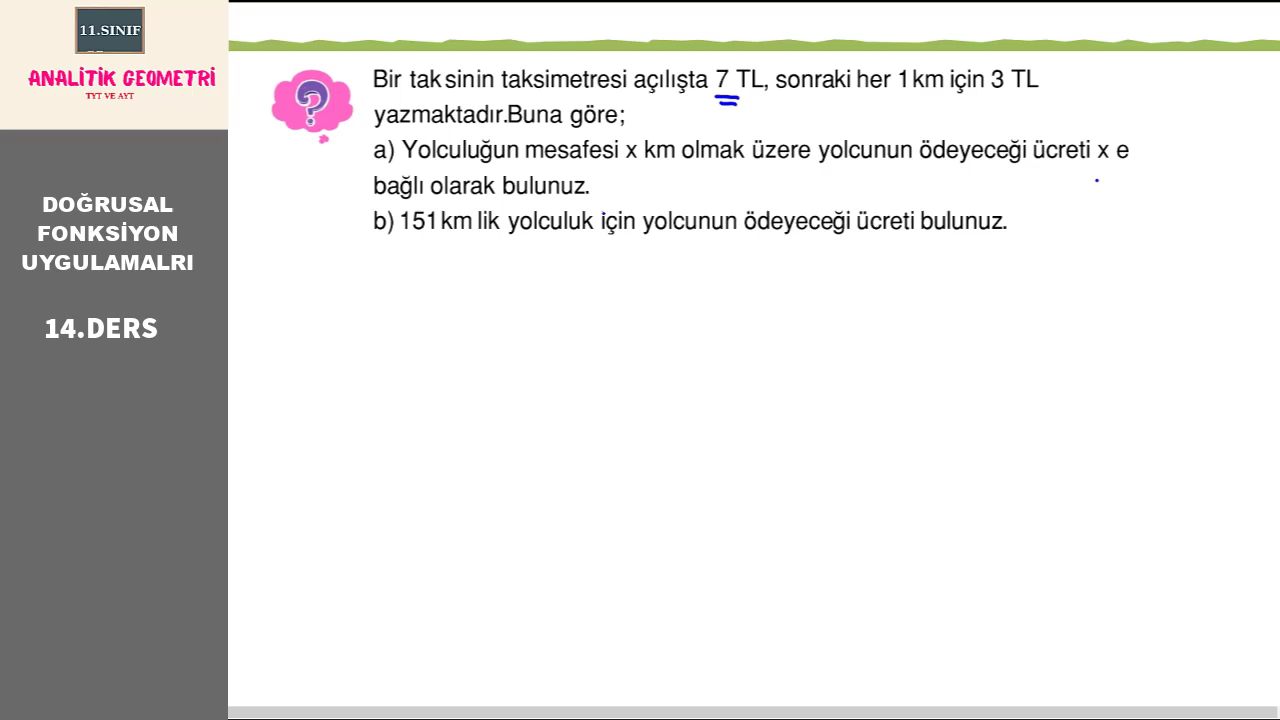 11.SINIF
ANALİTİK GEOMETRİ
TYT VE AYT
DOĞRUSAL
FONKSİYON
UYGULAMALRI
14.DERS
?
Bir taksinin taksimetresi açılışta 7 TL, sonraki her 1 km için 3 TL
yazmaktadır.Buna göre;
a) Yolculuğun mesafesi x km olmak üzere yolcunun ödeyeceği ücreti x e
bağlı olarak bulunuz.
b) 151 km lik yolculuk için yolcunun ödeyeceği ücreti bulunuz.